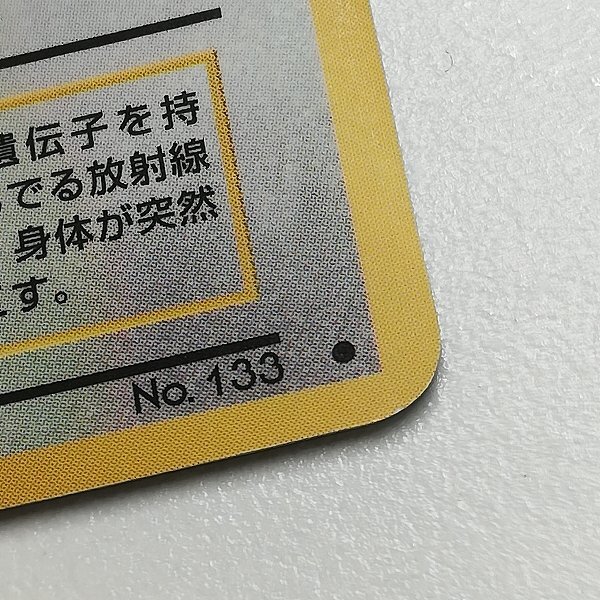 遺伝子を持
でる放射線
身体が突然
す。
No. 133